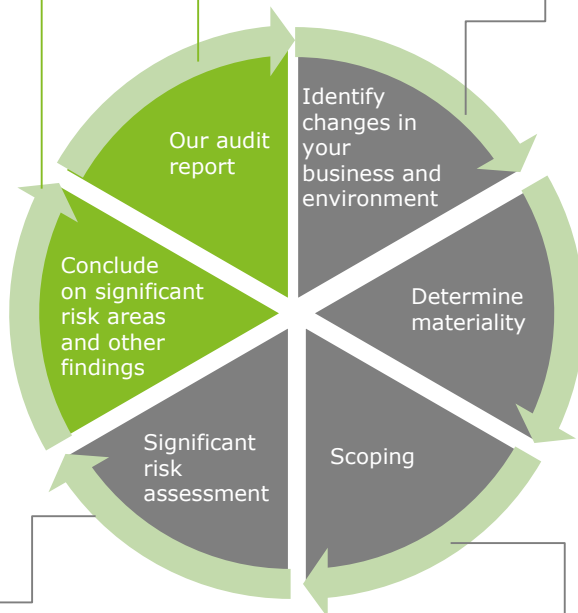 Identify
changes in
your
business and
environment
Determine
materiality
Scoping
Significant
risk
assessment
Conclude
on significant
risk areas
and other
findings
Our audit
report